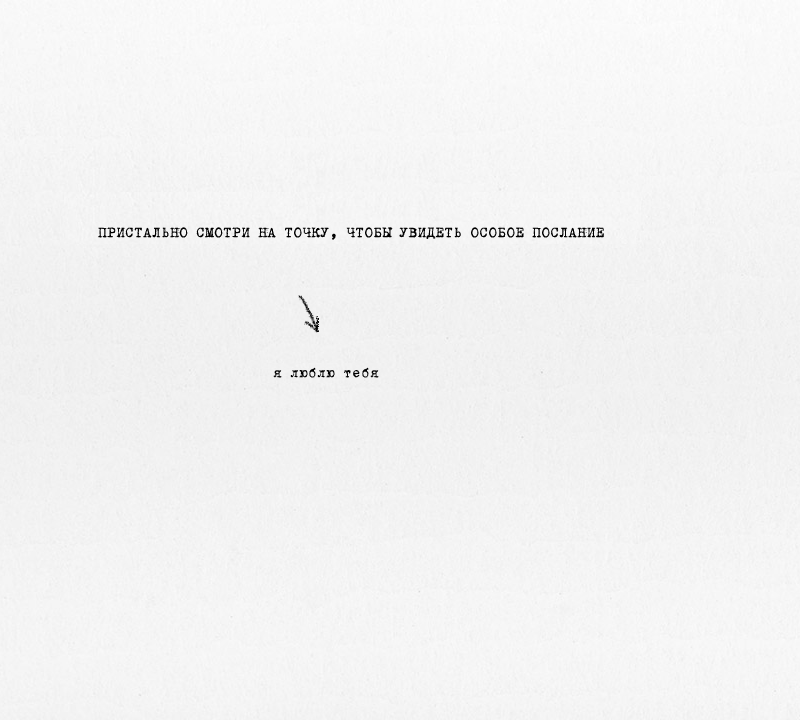 ПРИСТАЛЬНО СМОТРИ НА ТОЧКУ, ЧТОБЫ УВИДЕТЬ ОСОБОЕ ПОСЛАНИЕ
я люблю тебя